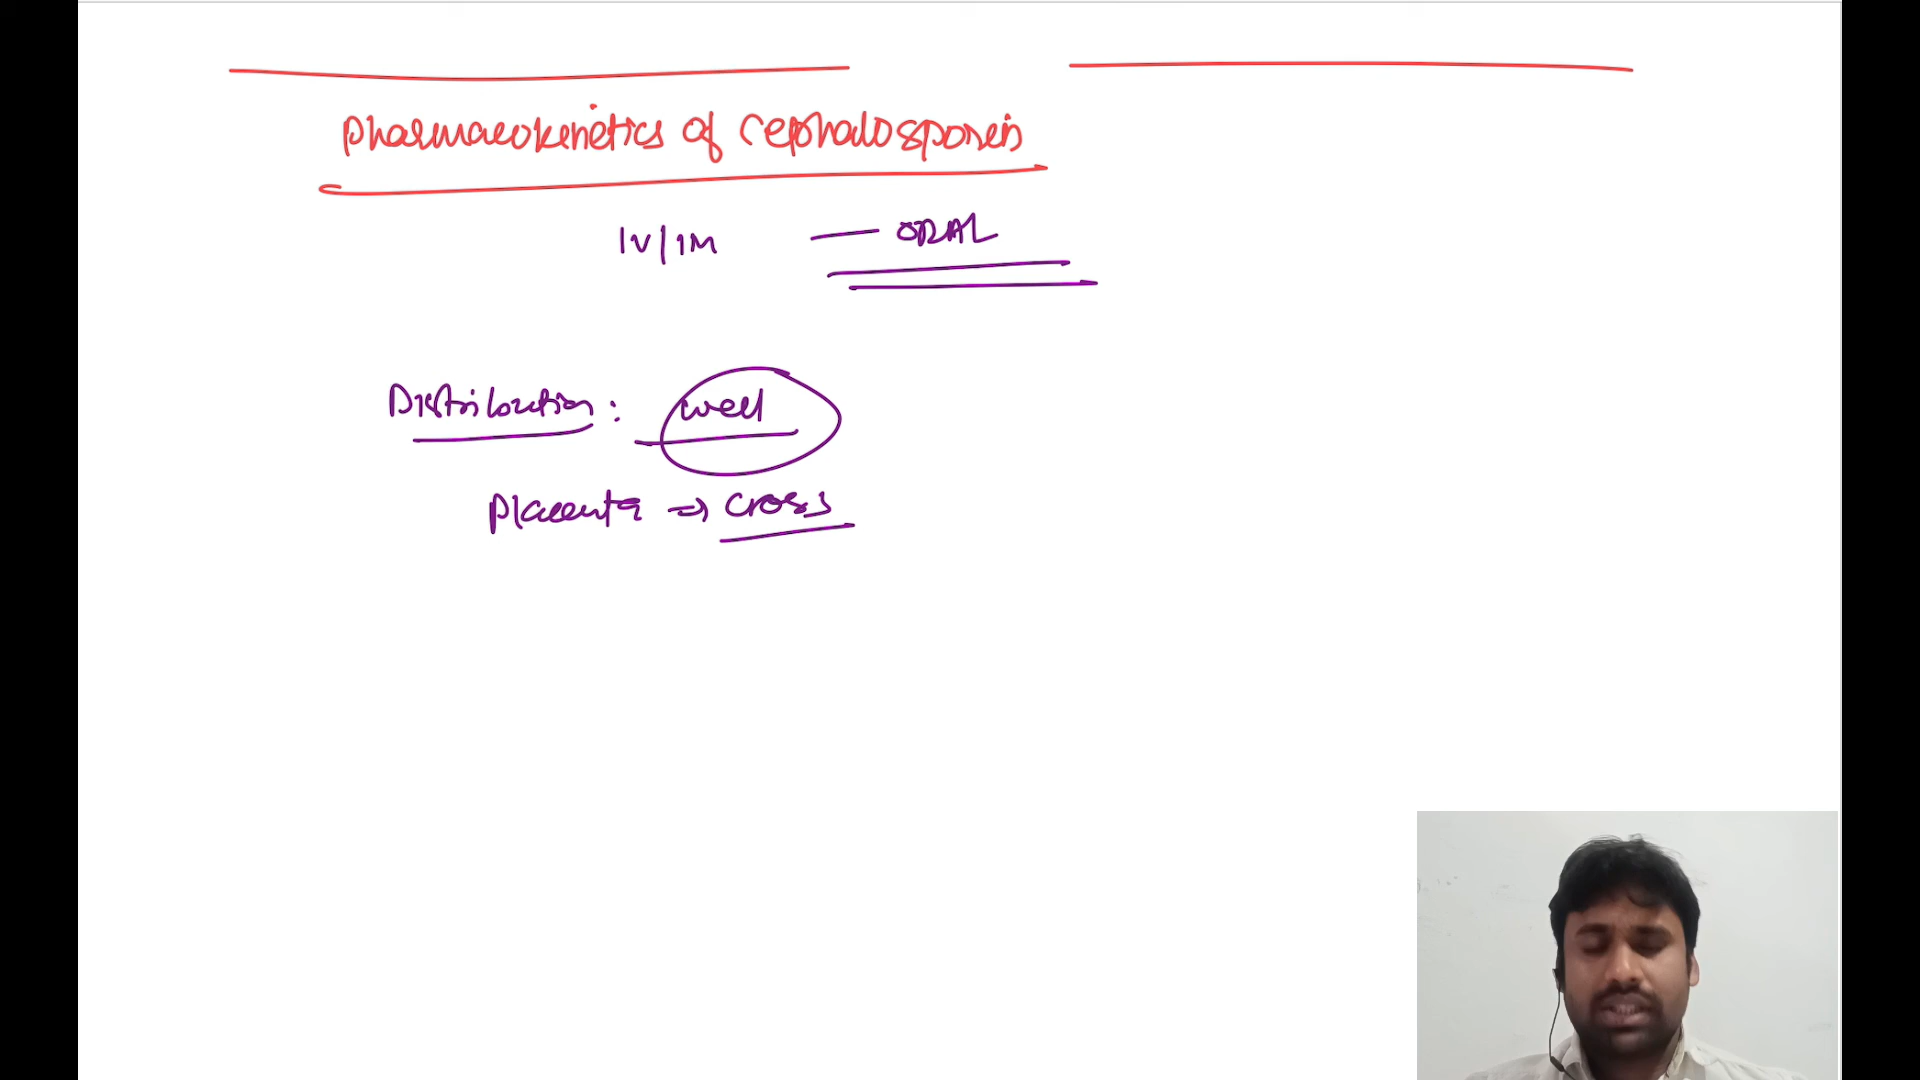 Pharmacokinetics of cephalosporins
IV/IM — ORAL
Distribution: well
Placenta ⇒ cross